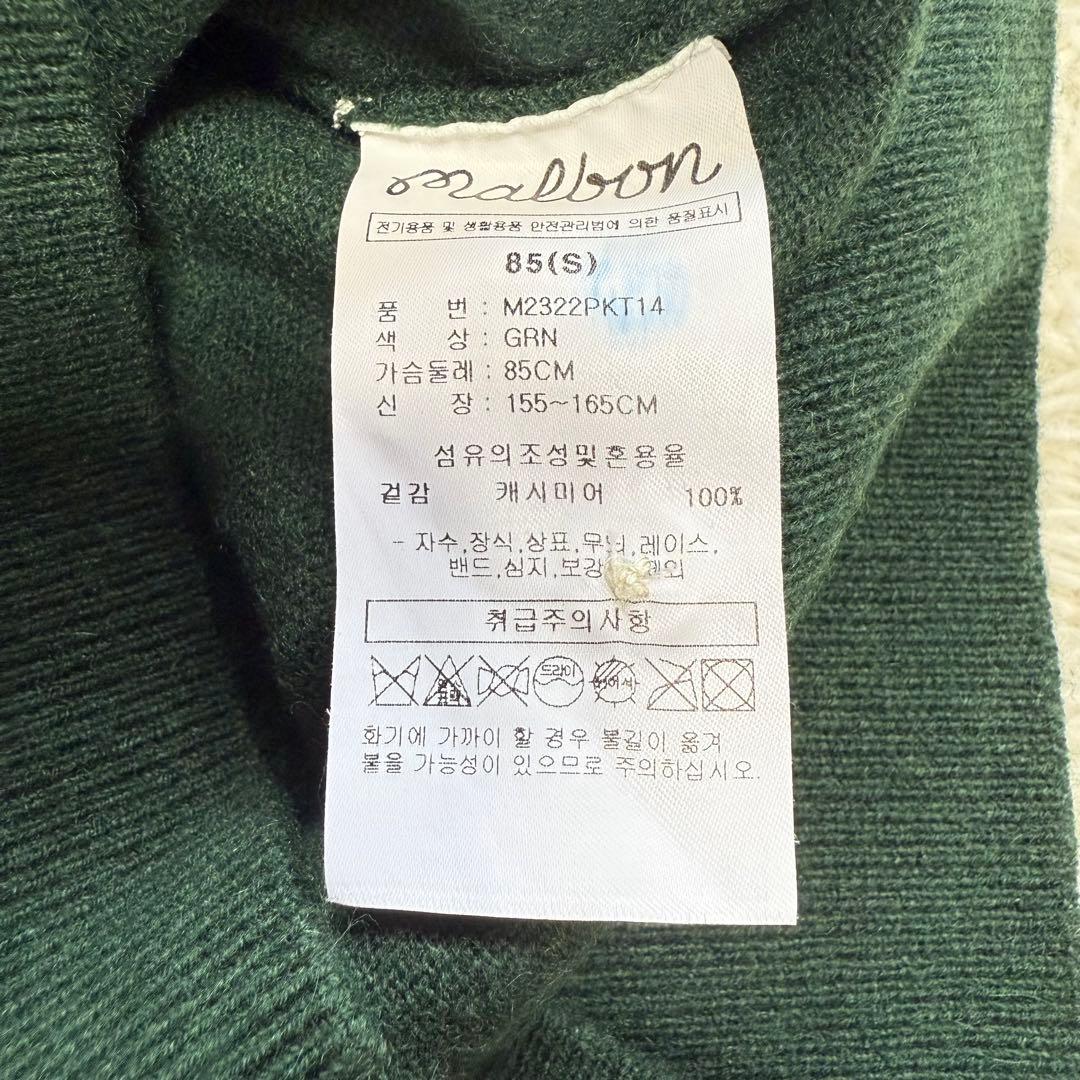 malbon
전기용품 및 생활용품 안전관리법에 의한 품질표시
85(S)
품 번 : M2322PKT14
색 상 : GRN
가슴둘레 : 85CM
신 장 : 155~165CM
섬유의조성및혼용율
겉감 캐시미어 100%
- 자수,장식,상표,무늬,레이스,
밴드,심지,보강 제외
취급주의사항
드라이
화기에 가까이 할 경우 불길이 옮겨
붙을 가능성이 있으므로 주의하십시오.